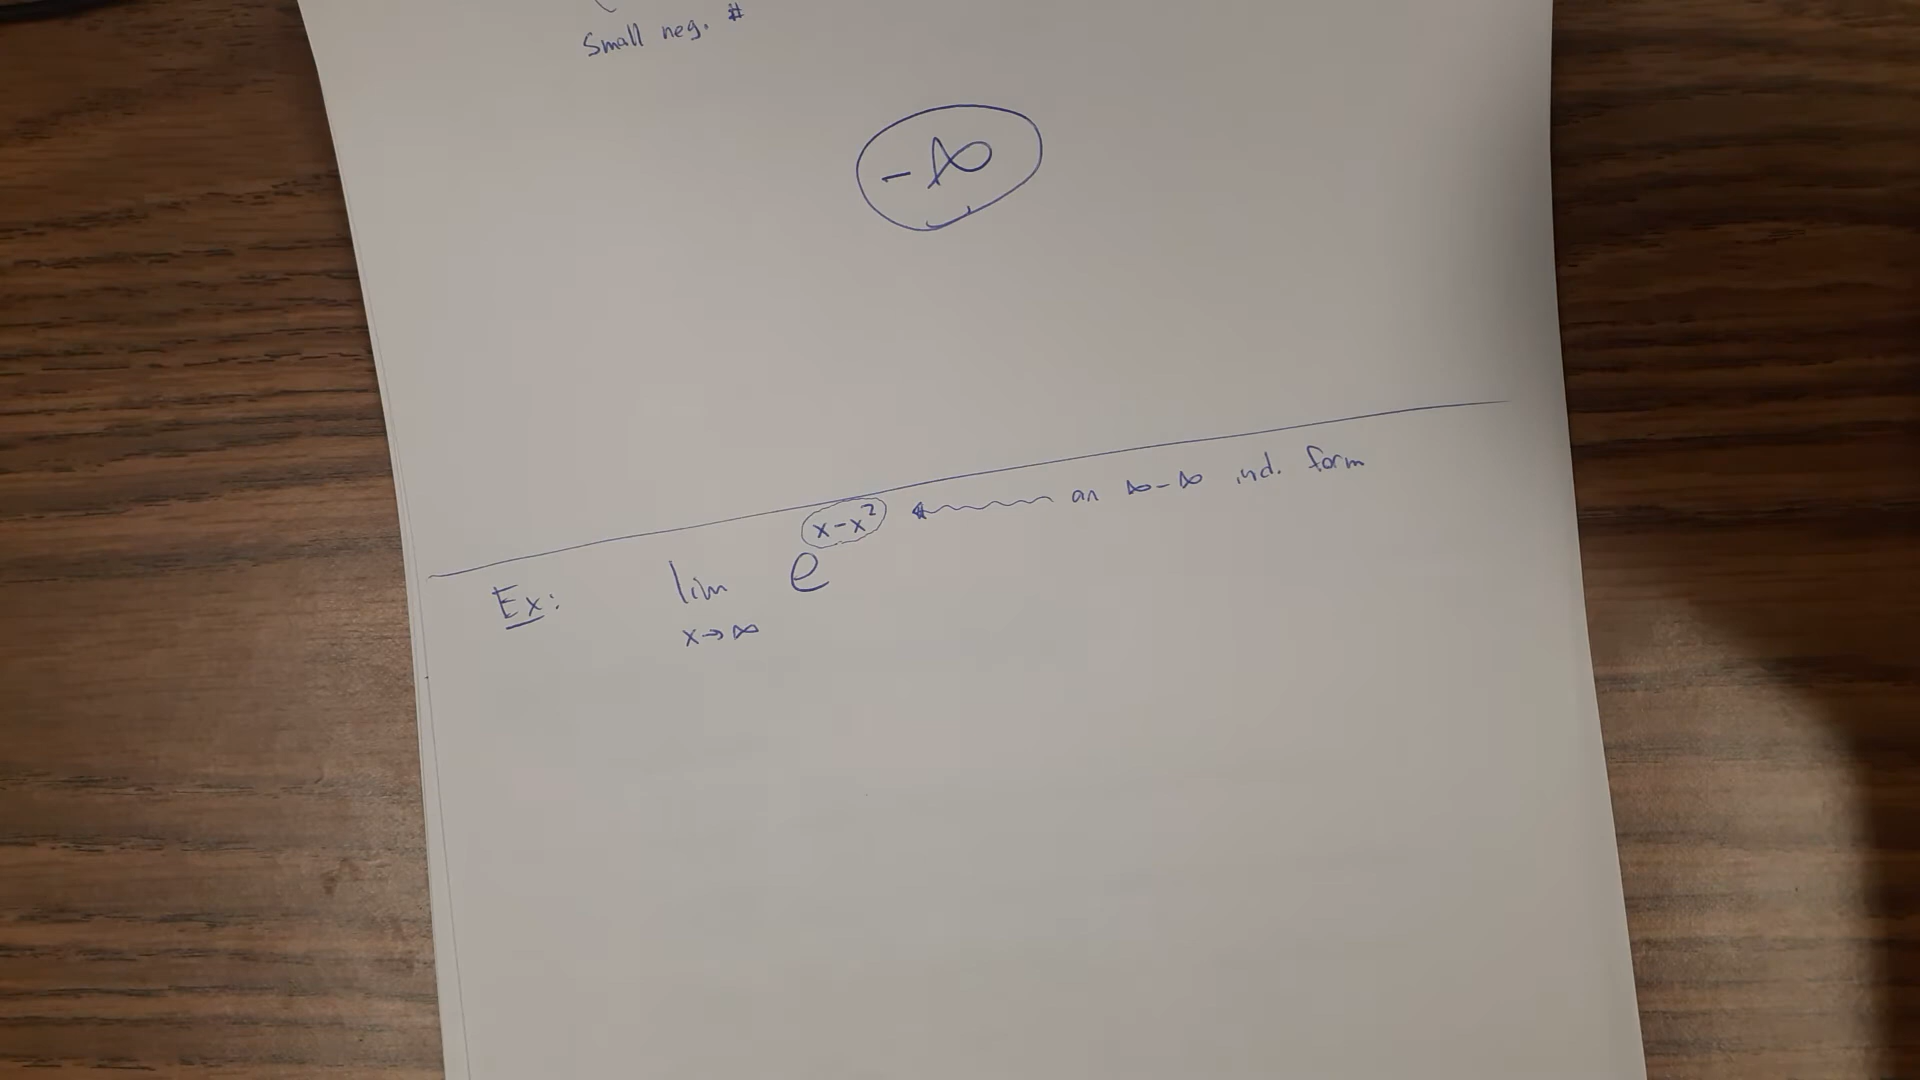 Small neg. #
-∞
Ex: lim e^(x-x²) ← an ∞-∞ ind. form
x→∞